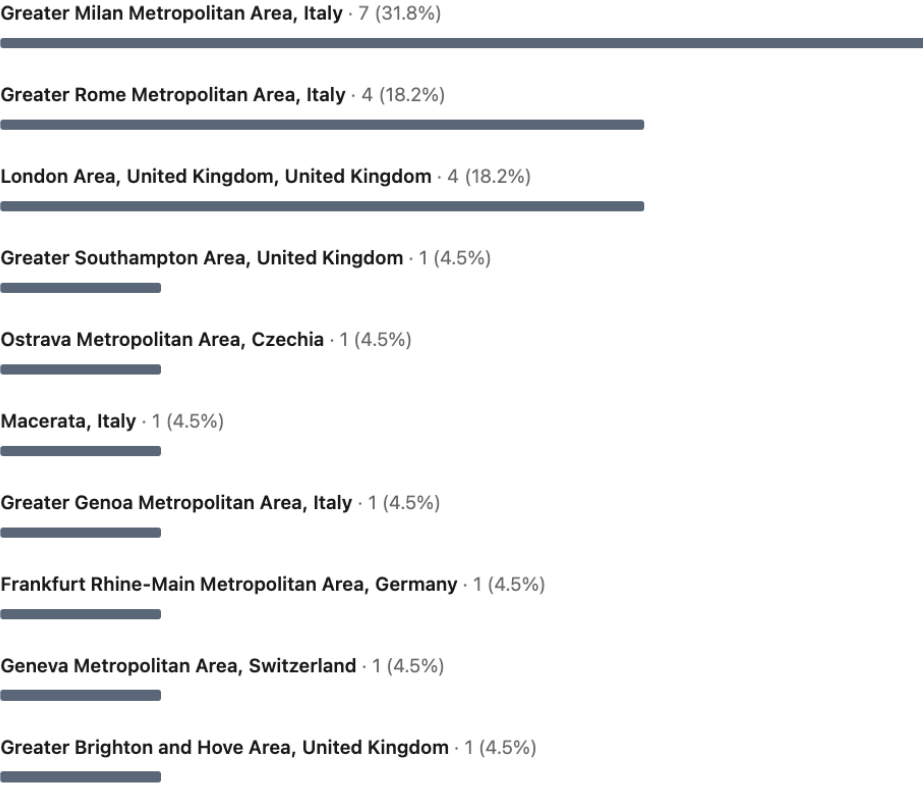 Greater Milan Metropolitan Area, Italy · 7 (31.8%)
Greater Rome Metropolitan Area, Italy · 4 (18.2%)
London Area, United Kingdom, United Kingdom · 4 (18.2%)
Greater Southampton Area, United Kingdom · 1 (4.5%)
Ostrava Metropolitan Area, Czechia · 1 (4.5%)
Macerata, Italy · 1 (4.5%)
Greater Genoa Metropolitan Area, Italy · 1 (4.5%)
Frankfurt Rhine-Main Metropolitan Area, Germany · 1 (4.5%)
Geneva Metropolitan Area, Switzerland · 1 (4.5%)
Greater Brighton and Hove Area, United Kingdom · 1 (4.5%)